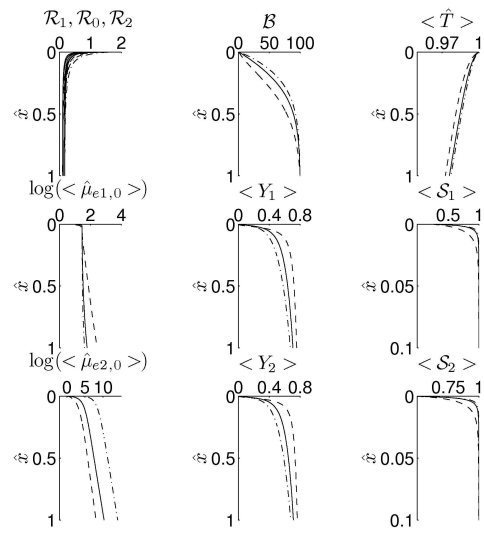 R₁, R₀, R₂
0 1 2
0
x̂ 0.5
1
B
0 50 100
0
x̂ 0.5
1
< T̂ >
0.97 1
0
x̂ 0.5
1
log(< μ̂ₑ₁,₀ >)
0 2 4
0
x̂ 0.5
1
< Y₁ >
0 0.4 0.8
0
x̂ 0.5
1
< S₁ >
0.5 1
0
x̂ 0.05
0.1
log(< μ̂ₑ₂,₀ >)
0 5 10
0
x̂ 0.5
1
< Y₂ >
0 0.4 0.8
0
x̂ 0.5
1
< S₂ >
0.75 1
0
x̂ 0.05
0.1